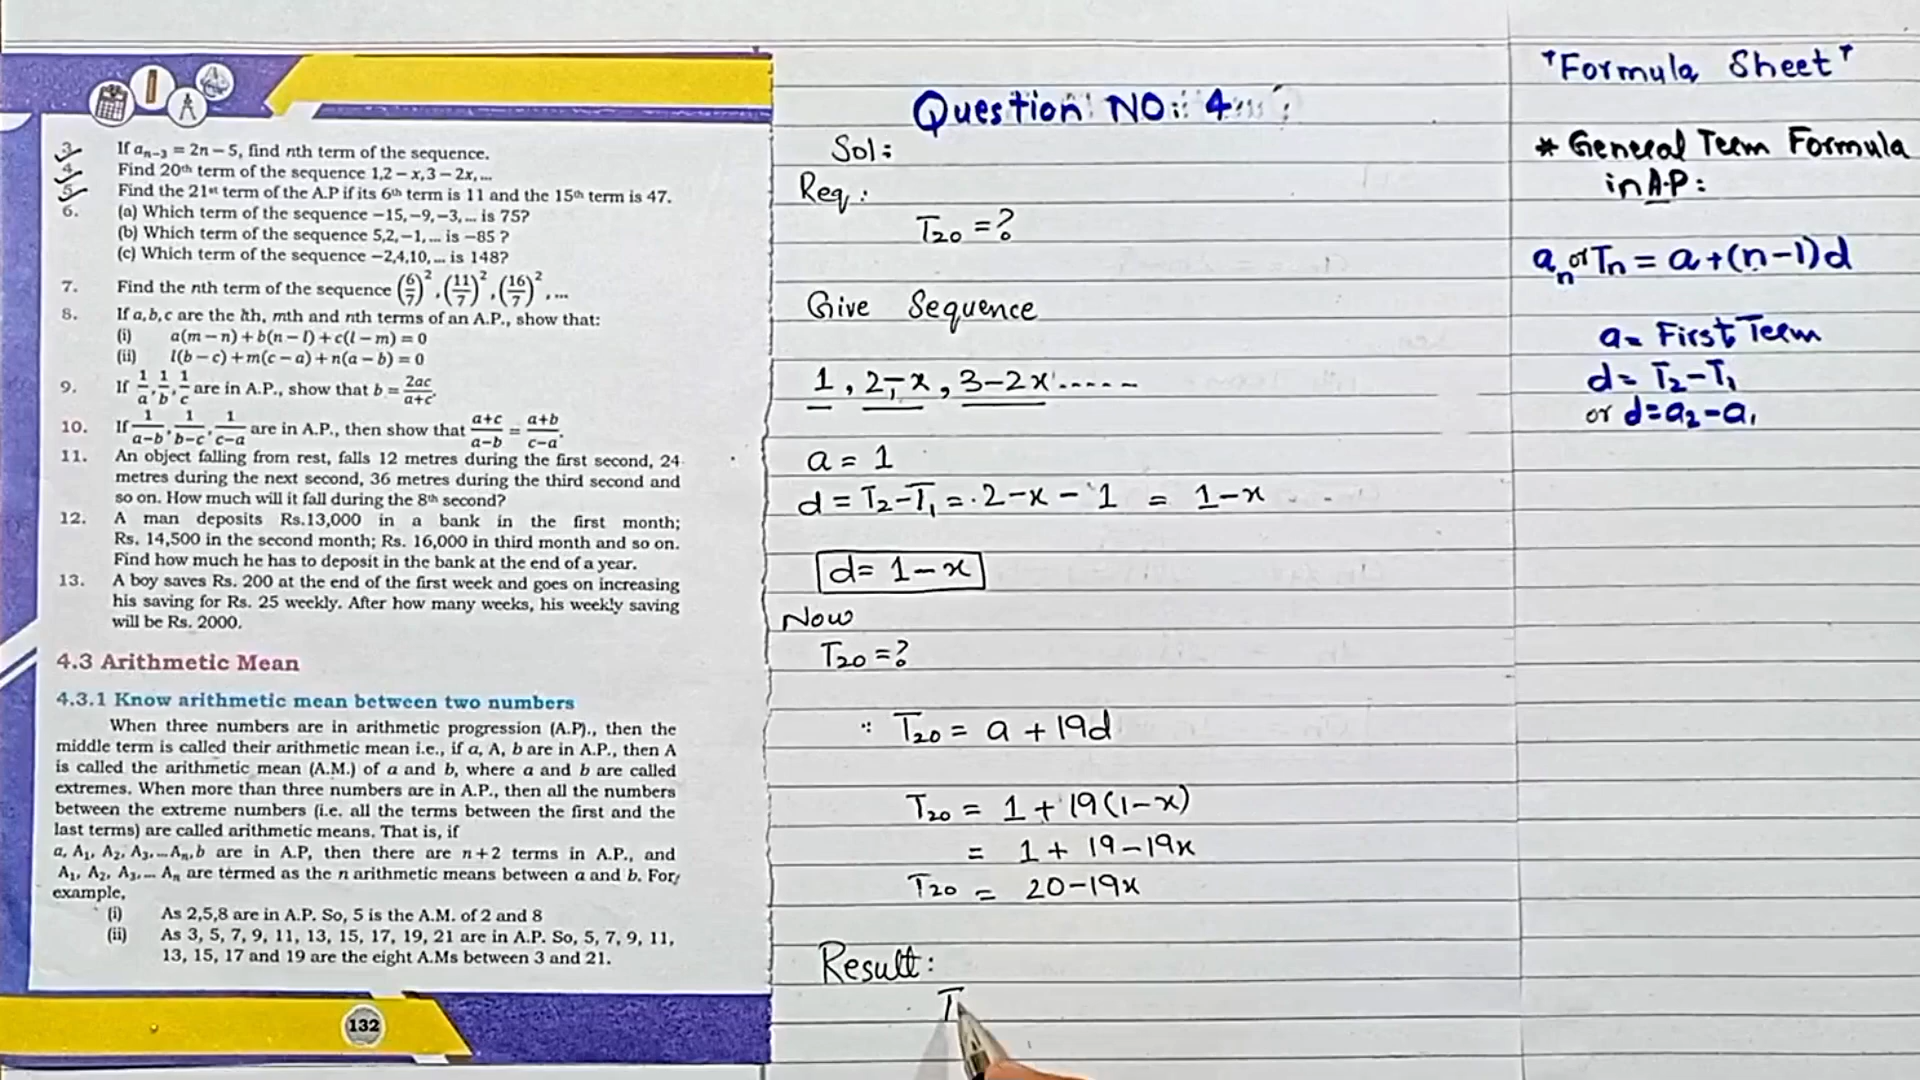 3. If aₙ₋₃ = 2n − 5, find nth term of the sequence.
4. Find 20th term of the sequence 1,2 − x, 3 − 2x, ...
5. Find the 21st term of the A.P if its 6th term is 11 and the 15th term is 47.
6. (a) Which term of the sequence −15,−9,−3,... is 75?
(b) Which term of the sequence 5,2,−1,... is −85 ?
(c) Which term of the sequence −2,4,10,... is 148?
7. Find the nth term of the sequence (6/7)², (11/7)², (16/7)², ...
8. If a,b,c are the lth, mth and nth terms of an A.P., show that:
(i) a(m − n) + b(n − l) + c(l − m) = 0
(ii) l(b − c) + m(c − a) + n(a − b) = 0
9. If 1/a, 1/b, 1/c are in A.P., show that b = 2ac/a+c.
10. If 1/a−b, 1/b−c, 1/c−a are in A.P., then show that a+c/a−b = a+b/c−a.
11. An object falling from rest, falls 12 metres during the first second, 24
metres during the next second, 36 metres during the third second and
so on. How much will it fall during the 8th second?
12. A man deposits Rs.13,000 in a bank in the first month;
Rs. 14,500 in the second month; Rs. 16,000 in third month and so on.
Find how much he has to deposit in the bank at the end of a year.
13. A boy saves Rs. 200 at the end of the first week and goes on increasing
his saving for Rs. 25 weekly. After how many weeks, his weekly saving
will be Rs. 2000.
4.3 Arithmetic Mean
4.3.1 Know arithmetic mean between two numbers
When three numbers are in arithmetic progression (A.P)., then the
middle term is called their arithmetic mean i.e., if a, A, b are in A.P., then A
is called the arithmetic mean (A.M.) of a and b, where a and b are called
extremes. When more than three numbers are in A.P., then all the numbers
between the extreme numbers (i.e. all the terms between the first and the
last terms) are called arithmetic means. That is, if
a, A₁, A₂, A₃,...Aₙ,b are in A.P, then there are n+2 terms in A.P., and
A₁, A₂, A₃,... Aₙ are termed as the n arithmetic means between a and b. For
example,
(i) As 2,5,8 are in A.P. So, 5 is the A.M. of 2 and 8
(ii) As 3, 5, 7, 9, 11, 13, 15, 17, 19, 21 are in A.P. So, 5, 7, 9, 11,
13, 15, 17 and 19 are the eight A.Ms between 3 and 21.
132
Question NO: 4
Sol:
Req:
T₂₀ = ?
Give Sequence
1, 2-x, 3-2x.....
a = 1
d = T₂-T₁ = 2-x - 1 = 1-x
d= 1-x
Now
T₂₀ = ?
∵ T₂₀ = a + 19d
T₂₀ = 1 + 19(1-x)
= 1 + 19-19x
T₂₀ = 20-19x
Result:
T
"Formula Sheet"
* General Term Formula
in A.P:
aₙ or Tₙ = a+(n-1)d
a= First Term
d= T₂-T₁
or d=a₂-a₁